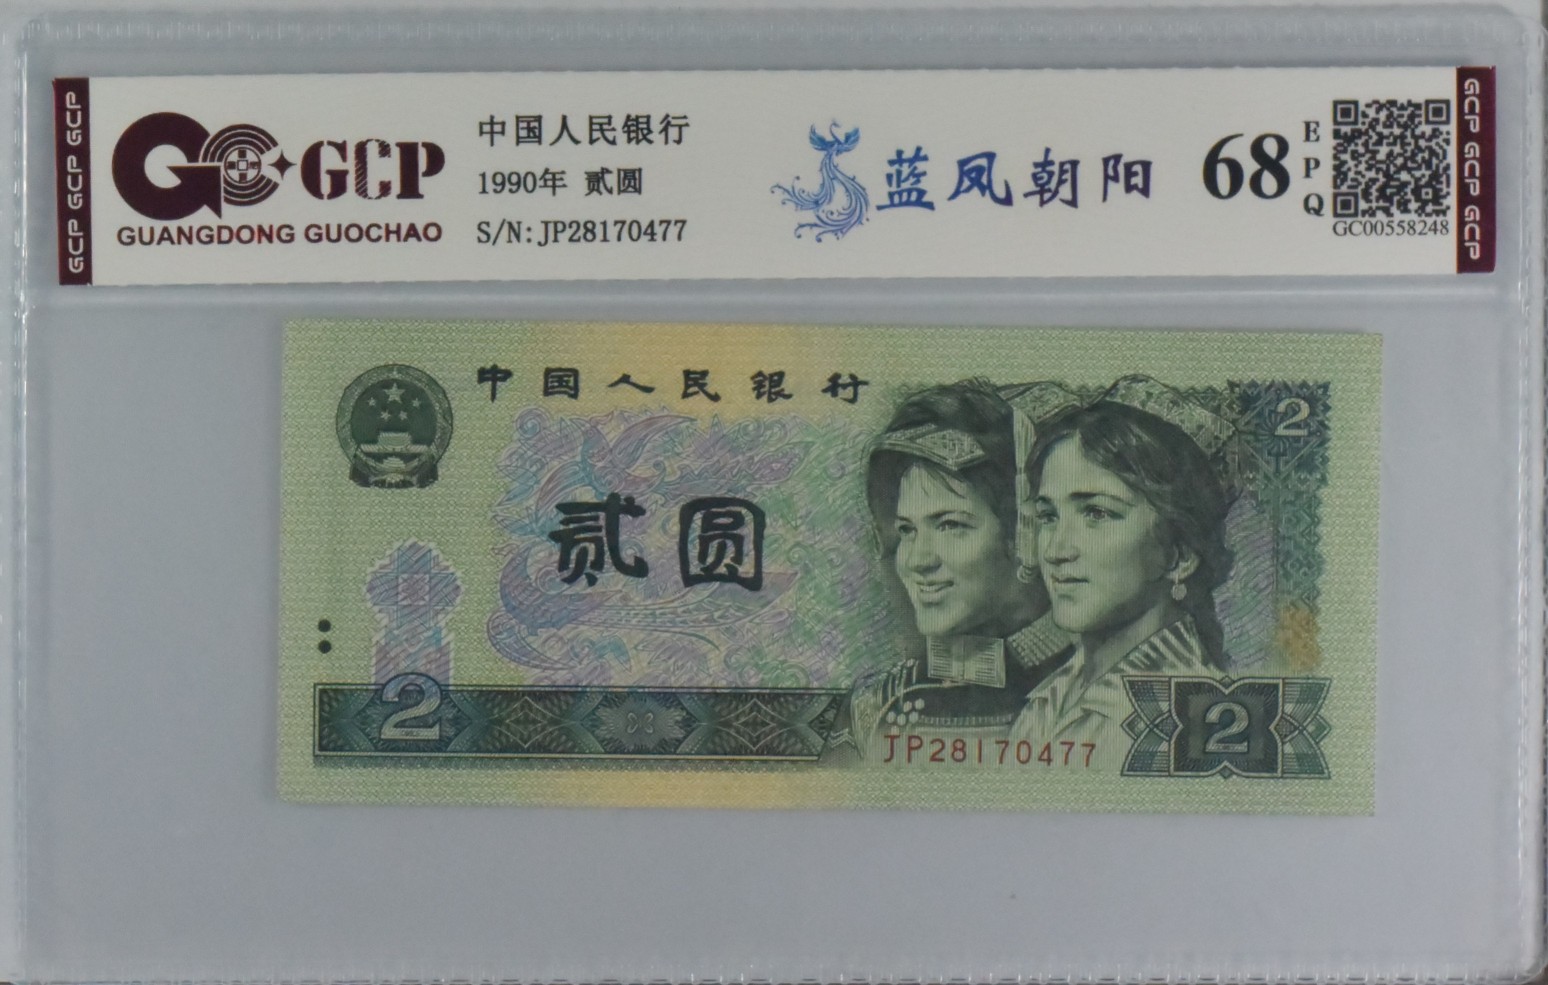 GCP GCP GCP
GCP
GUANGDONG GUOCHAO
中国人民银行
1990年 贰圆
S/N:JP28170477
蓝凤朝阳
68
EPQ
GC00558248
GCP GCP GCP
中国人民银行
2
贰圆
2
JP28170477
2